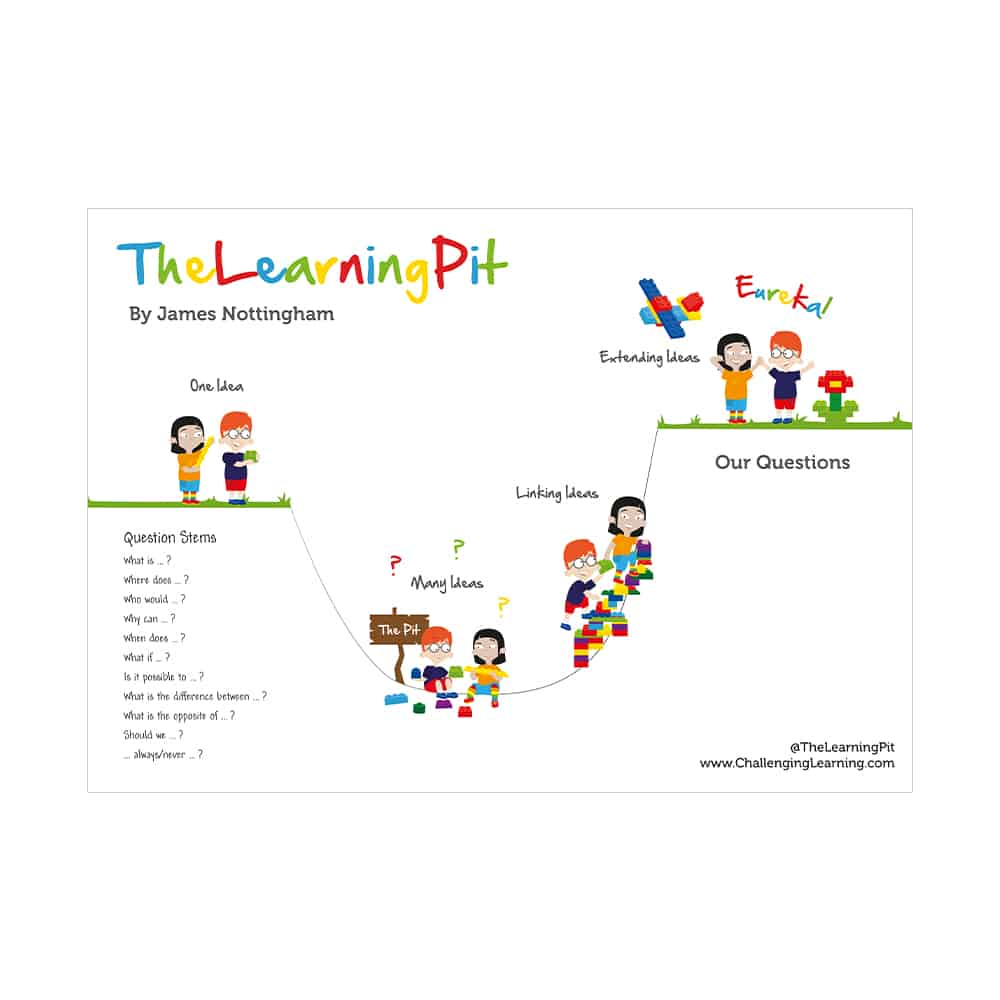 TheLearningPit
By James Nottingham
One Idea
Question Stems
What is ... ?
Where does ... ?
Who would ... ?
Why can ... ?
When does ... ?
What if ... ?
Is it possible to ... ?
What is the difference between ... ?
What is the opposite of ... ?
Should we ... ?
... always/never ... ?
?
?
Many Ideas
?
The Pit
Linking Ideas
Extending Ideas
Eureka!
Our Questions
@TheLearningPit
www.ChallengingLearning.com